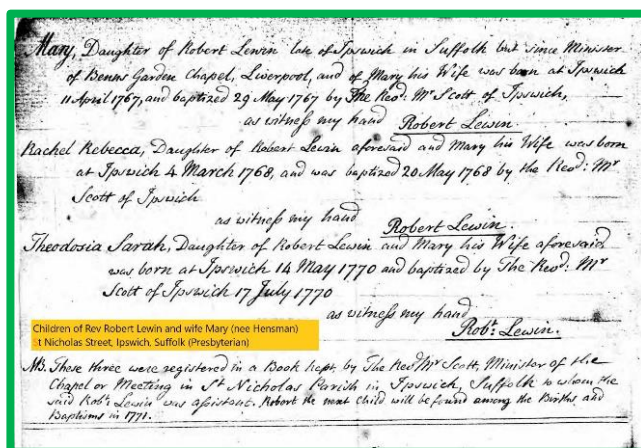 Mary, Daughter of Robert Lewin late of Ipswich in Suffolk but since Minister
of Benns Garden Chapel, Liverpool, and of Mary his Wife was born at Ipswich
11 April 1767, and baptized 29 May 1767 by The Revd: Mr Scott of Ipswich,
as witness my hand Robert Lewin.
Rachel Rebecca, Daughter of Robert Lewin aforesaid and Mary his Wife was born
at Ipswich 4 March 1768, and was baptized 20 May 1768 by the Revd: Mr
Scott of Ipswich
as witness my hand Robert Lewin.
Theodosia Sarah, Daughter of Robert Lewin and Mary his Wife aforesaid
was born at Ipswich 14 May 1770 and baptized by The Revd: Mr
Scott of Ipswich 17 July 1770
as witness my hand
Robt: Lewin.
Children of Rev Robert Lewin and wife Mary (nee Hensman)
t Nicholas Street, Ipswich, Suffolk (Presbyterian)
NB. These three were registered in a Book kept, by The Revd Mr Scott, Minister of the
Chapel or Meeting in St Nicholas Parish in Ipswich, Suffolk to whom the
said Robt: Lewin was assistant. Robert the next child will be found among the Births and
Baptisms in 1771.